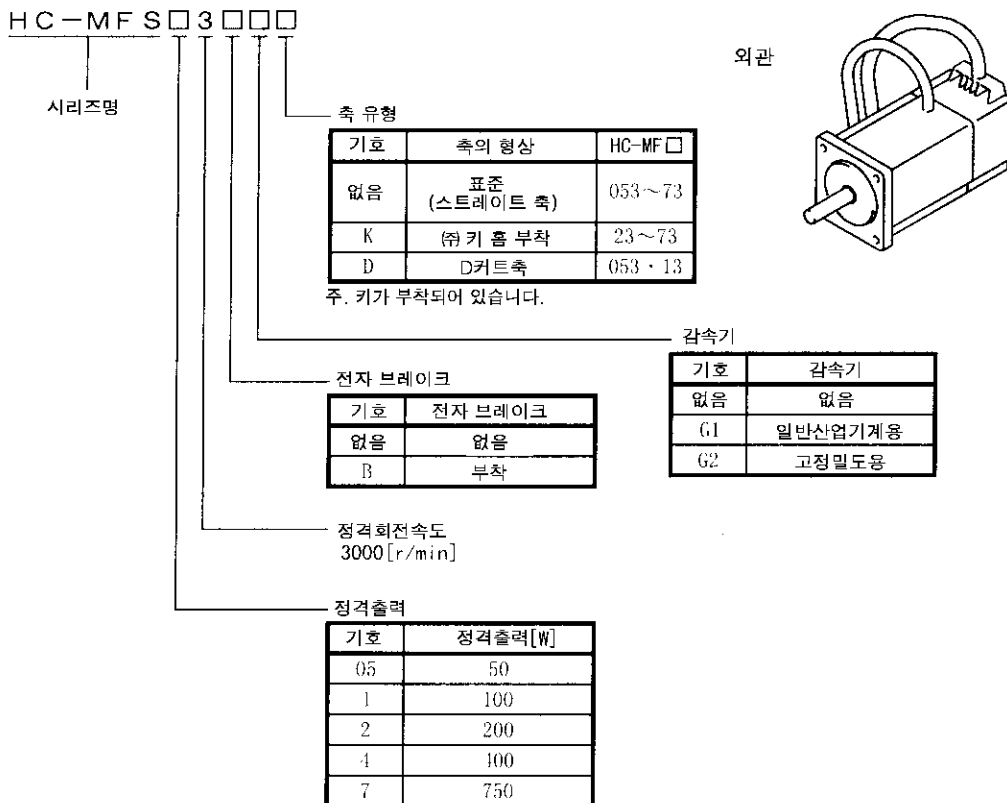 HC-MFS□3□□□
시리즈명
외관
축 유형
기호 축의 형상 HC-MF□
없음 표준 (스트레이트 축) 053～73
K ㈜키 홈 부착 23～73
D D커트축 053・13
주. 키가 부착되어 있습니다.
감속기
기호 감속기
없음 없음
G1 일반산업기계용
G2 고정밀도용
전자 브레이크
기호 전자 브레이크
없음 없음
B 부착
정격회전속도
3000[r/min]
정격출력
기호 정격출력[W]
05 50
1 100
2 200
4 400
7 750